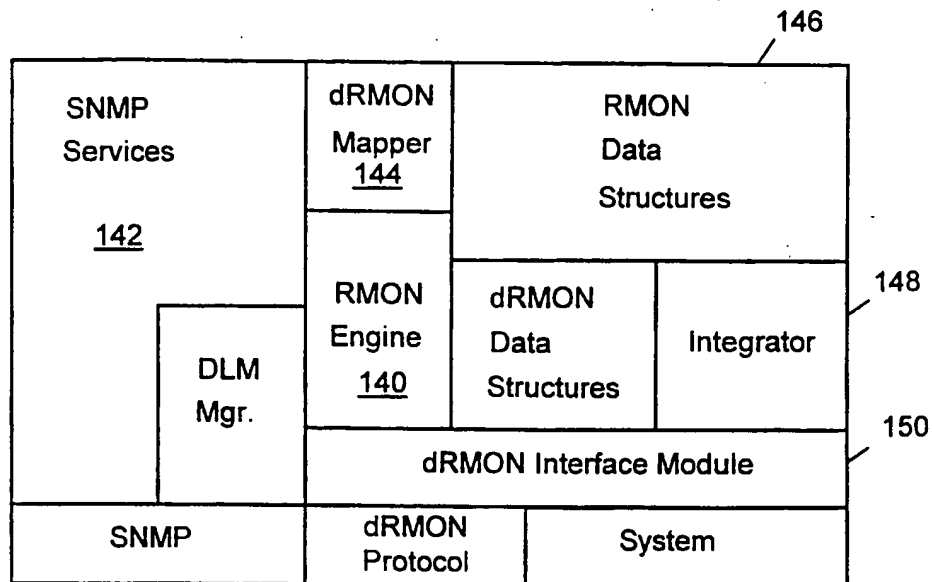 146
SNMP
Services
142
dRMON
Mapper
144
RMON
Data
Structures
148
RMON
Engine
140
dRMON
Data
Structures
Integrator
DLM
Mgr.
150
dRMON Interface Module
SNMP
dRMON
Protocol
System